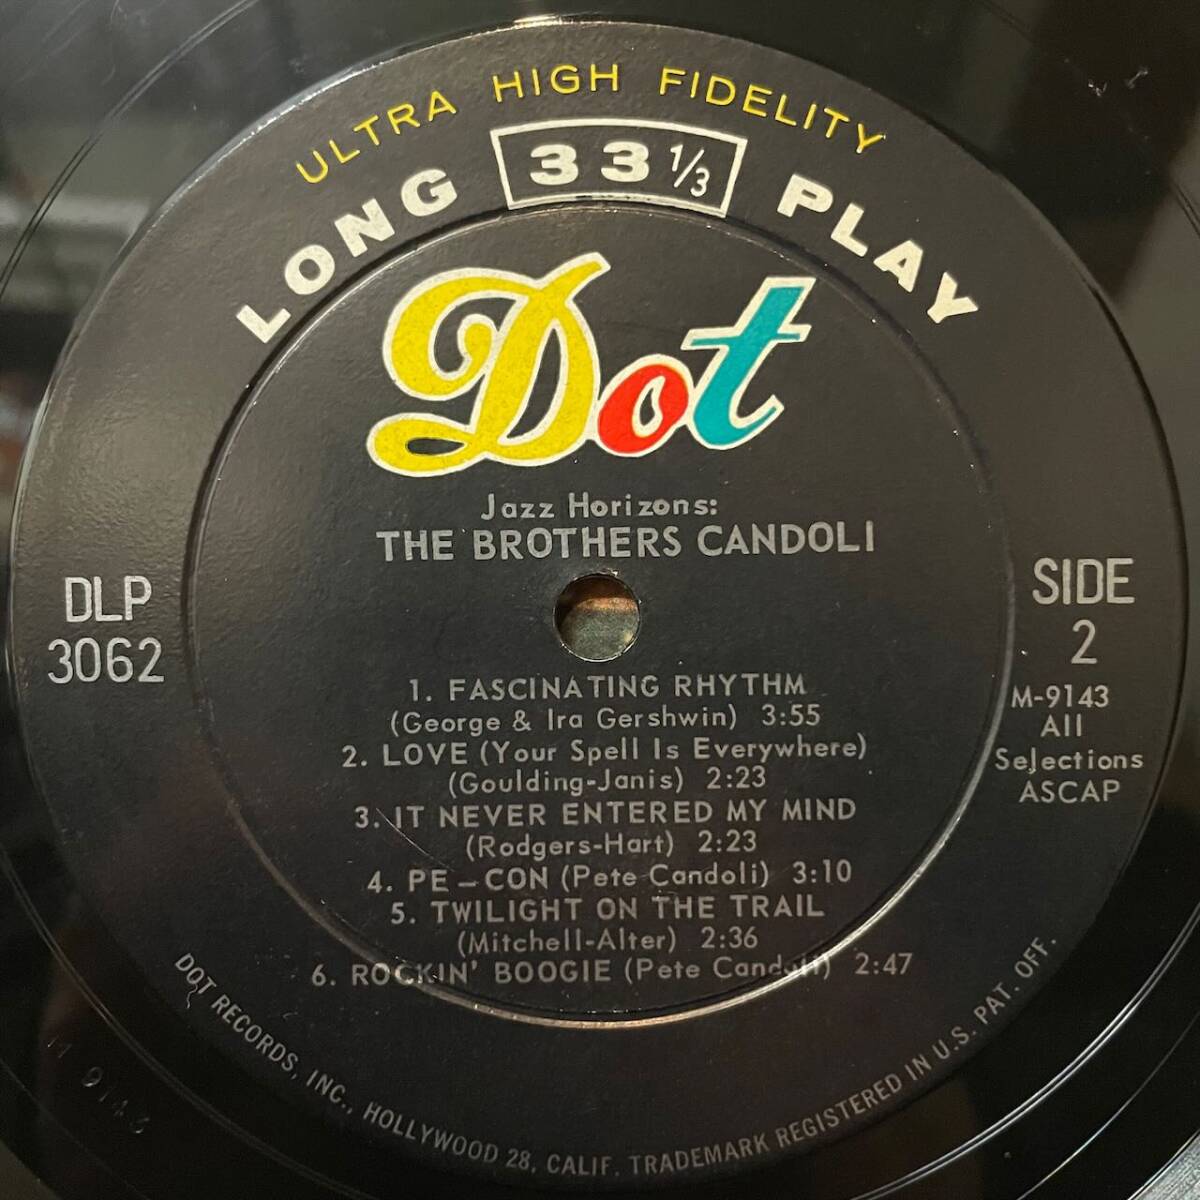 ULTRA HIGH FIDELITY
LONG 33 1/3 PLAY
Dot
Jazz Horizons:
THE BROTHERS CANDOLI
DLP
3062
SIDE
2
M-9143
All
Selections
ASCAP
1. FASCINATING RHYTHM
(George & Ira Gershwin) 3:55
2. LOVE (Your Spell Is Everywhere)
(Goulding-Janis) 2:23
3. IT NEVER ENTERED MY MIND
(Rodgers-Hart) 2:23
4. PE-CON (Pete Candoli) 3:10
5. TWILIGHT ON THE TRAIL
(Mitchell-Alter) 2:36
6. ROCKIN' BOOGIE (Pete Candoli) 2:47
DOT RECORDS, INC., HOLLYWOOD 28, CALIF. TRADEMARK REGISTERED IN U.S. PAT. OFF.